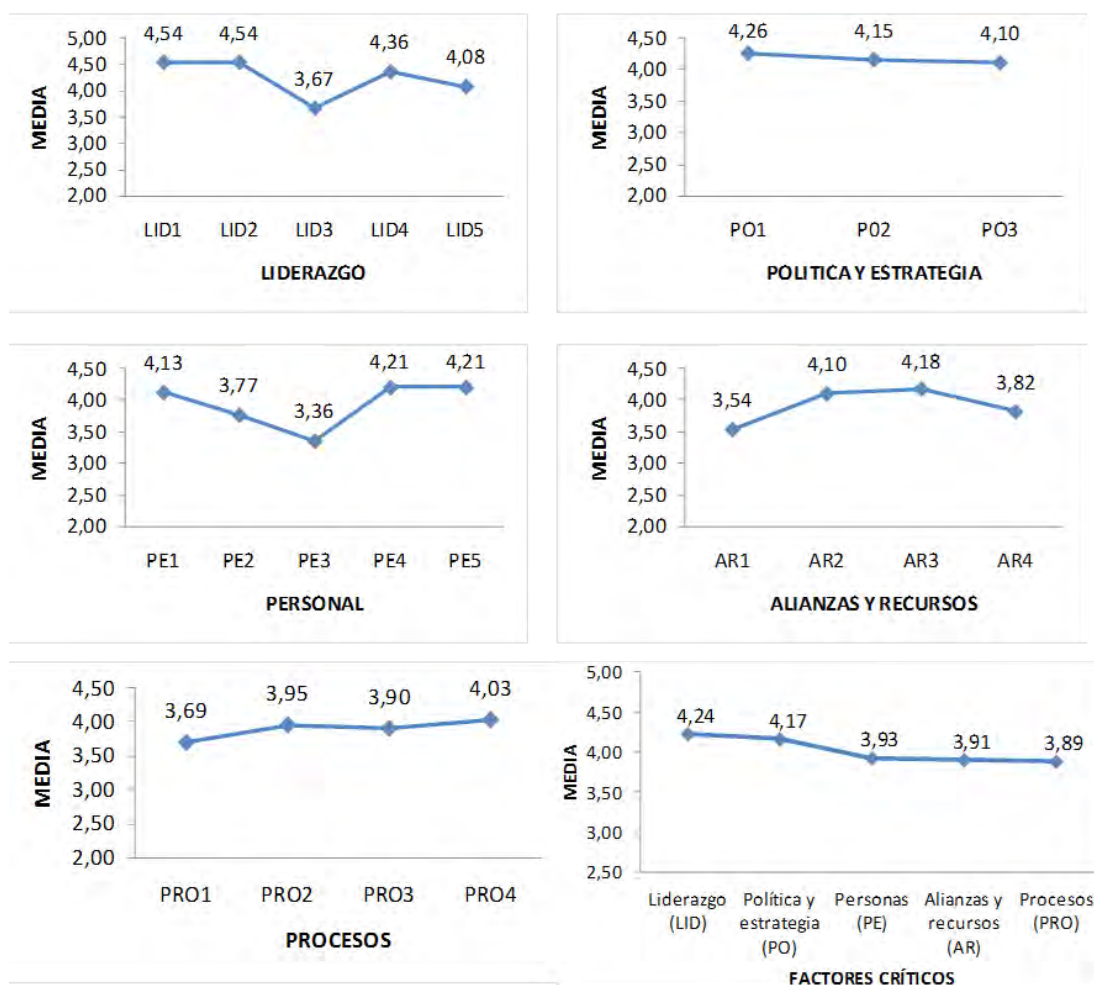 5,00
4,50
4,00
3,50
3,00
2,50
2,00
MEDIA
4,54
4,54
3,67
4,36
4,08
LID1 LID2 LID3 LID4 LID5
LIDERAZGO
4,50
4,00
3,50
3,00
2,50
2,00
MEDIA
4,26
4,15
4,10
PO1 P02 PO3
POLITICA Y ESTRATEGIA
4,50
4,00
3,50
3,00
2,50
2,00
MEDIA
4,13
3,77
3,36
4,21
4,21
PE1 PE2 PE3 PE4 PE5
PERSONAL
4,50
4,00
3,50
3,00
2,50
2,00
MEDIA
3,54
4,10
4,18
3,82
AR1 AR2 AR3 AR4
ALIANZAS Y RECURSOS
4,50
4,00
3,50
3,00
2,50
2,00
MEDIA
3,69
3,95
3,90
4,03
PRO1 PRO2 PRO3 PRO4
PROCESOS
5,00
4,50
4,00
3,50
3,00
2,50
MEDIA
4,24
4,17
3,93
3,91
3,89
Liderazgo
(LID)
Política y
estrategia
(PO)
Personas
(PE)
Alianzas y
recursos
(AR)
Procesos
(PRO)
FACTORES CRÍTICOS